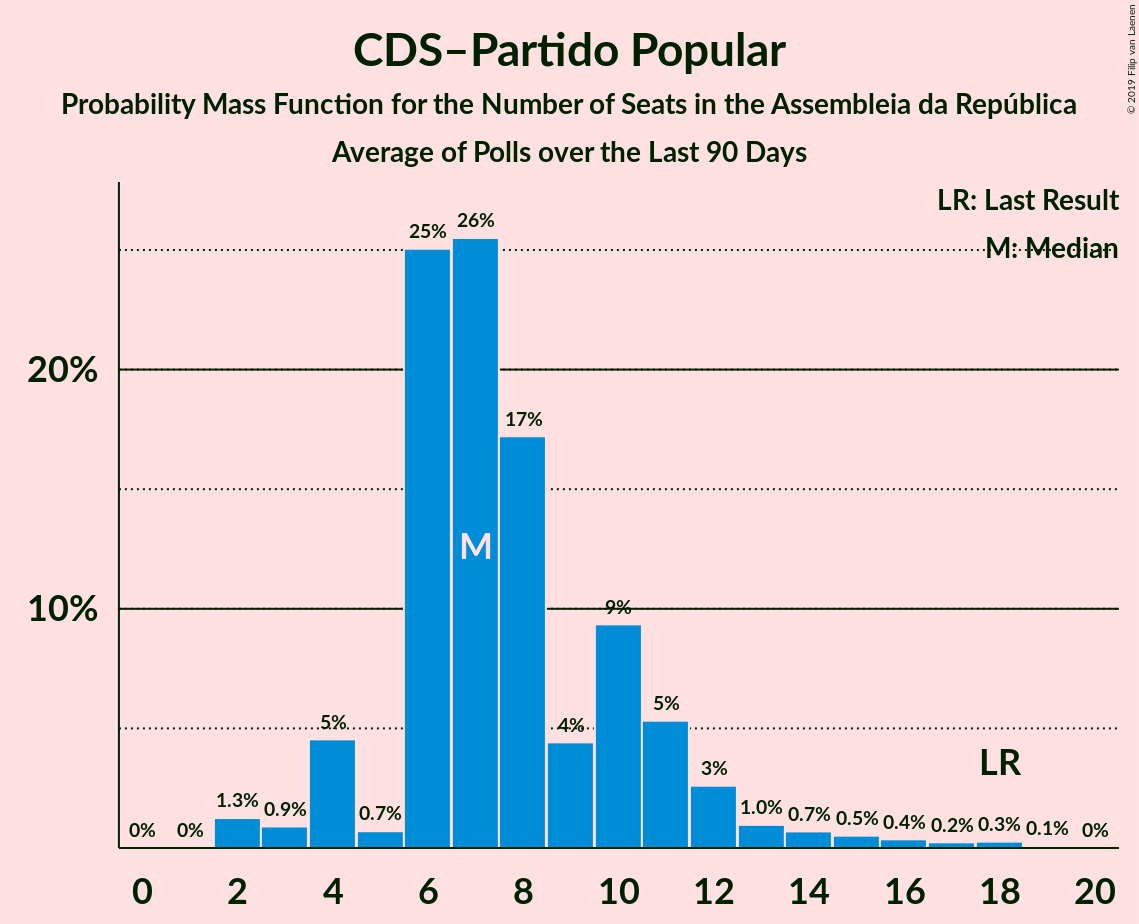 CDS–Partido Popular
Probability Mass Function for the Number of Seats in the Assembleia da República
Average of Polls over the Last 90 Days
© 2019 Filip van Laenen
LR: Last Result
M: Median
20%
10%
0%
0%
1.3%
0.9%
5%
0.7%
25%
26%
17%
4%
9%
5%
3%
1.0%
0.7%
0.5%
0.4%
0.2%
0.3%
0.1%
0%
M
LR
0 2 4 6 8 10 12 14 16 18 20